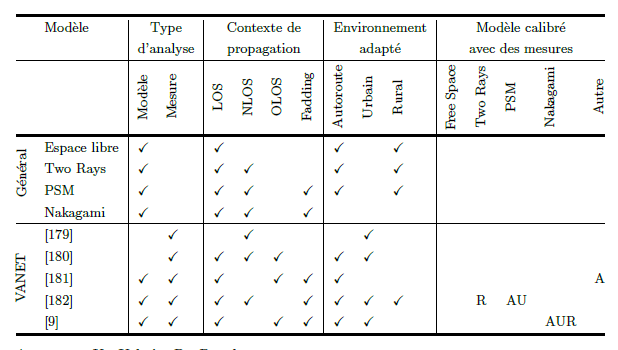 Modèle Type Contexte de Environnement Modèle calibré
d'analyse propagation adapté avec des mesures
Modèle Mesure LOS NLOS OLOS Fadding Autoroute Urbain Rural Free Space Two Rays PSM Nakagami Autre
Général
Espace libre ✓ ✓ ✓ ✓
Two Rays ✓ ✓ ✓ ✓ ✓
PSM ✓ ✓ ✓ ✓ ✓ ✓
Nakagami ✓ ✓ ✓ ✓
VANET
[179] ✓ ✓ ✓
[180] ✓ ✓ ✓ ✓ ✓ ✓
[181] ✓ ✓ ✓ ✓ ✓ ✓ A
[182] ✓ ✓ ✓ ✓ ✓ ✓ ✓ ✓ R AU
[9] ✓ ✓ ✓ ✓ ✓ ✓ ✓ AUR